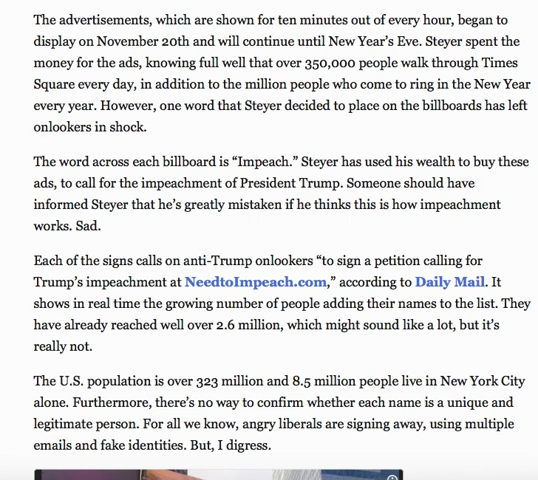 The advertisements, which are shown for ten minutes out of every hour, began to
display on November 20th and will continue until New Year's Eve. Steyer spent the
money for the ads, knowing full well that over 350,000 people walk through Times
Square every day, in addition to the million people who come to ring in the New Year
every year. However, one word that Steyer decided to place on the billboards has left
onlookers in shock.
The word across each billboard is “Impeach.” Steyer has used his wealth to buy these
ads, to call for the impeachment of President Trump. Someone should have
informed Steyer that he's greatly mistaken if he thinks this is how impeachment
works. Sad.
Each of the signs calls on anti-Trump onlookers “to sign a petition calling for
Trump's impeachment at NeedtoImpeach.com,” according to Daily Mail. It
shows in real time the growing number of people adding their names to the list. They
have already reached well over 2.6 million, which might sound like a lot, but it's
really not.
The U.S. population is over 323 million and 8.5 million people live in New York City
alone. Furthermore, there's no way to confirm whether each name is a unique and
legitimate person. For all we know, angry liberals are signing away, using multiple
emails and fake identities. But, I digress.